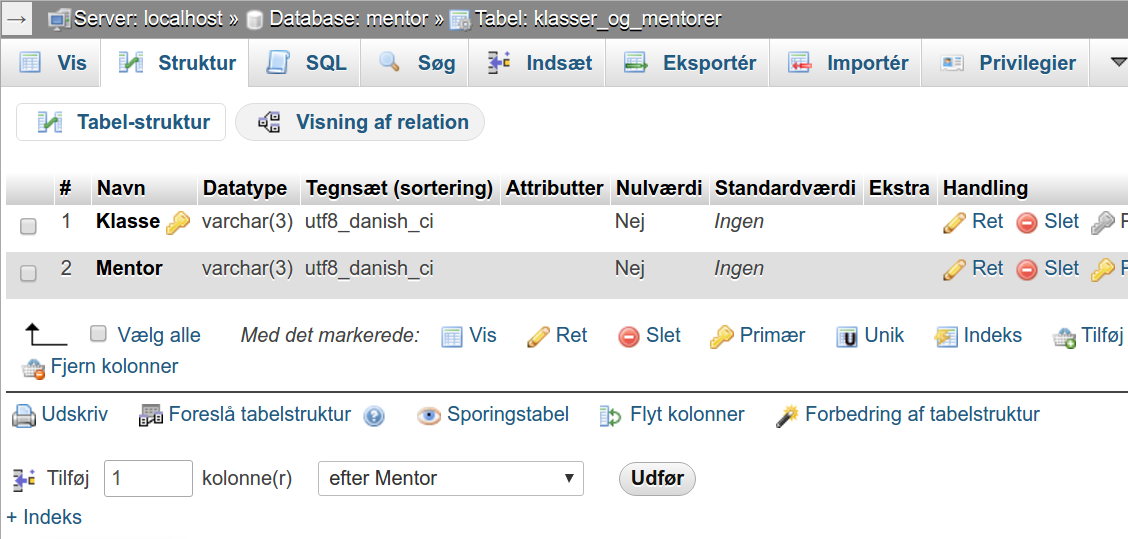 Server: localhost » Database: mentor » Tabel: klasser_og_mentorer
Vis Struktur SQL Søg Indsæt Eksportér Importér Privilegier
Tabel-struktur Visning af relation
# Navn Datatype Tegnsæt (sortering) Attributter Nulværdi Standardværdi Ekstra Handling
1 Klasse varchar(3) utf8_danish_ci Nej Ingen Ret Slet
2 Mentor varchar(3) utf8_danish_ci Nej Ingen Ret Slet
Vælg alle Med det markerede: Vis Ret Slet Primær Unik Indeks Tilføj
Fjern kolonner
Udskriv Foreslå tabelstruktur Sporingstabel Flyt kolonner Forbedring af tabelstruktur
Tilføj 1 kolonne(r) efter Mentor Udfør
+ Indeks